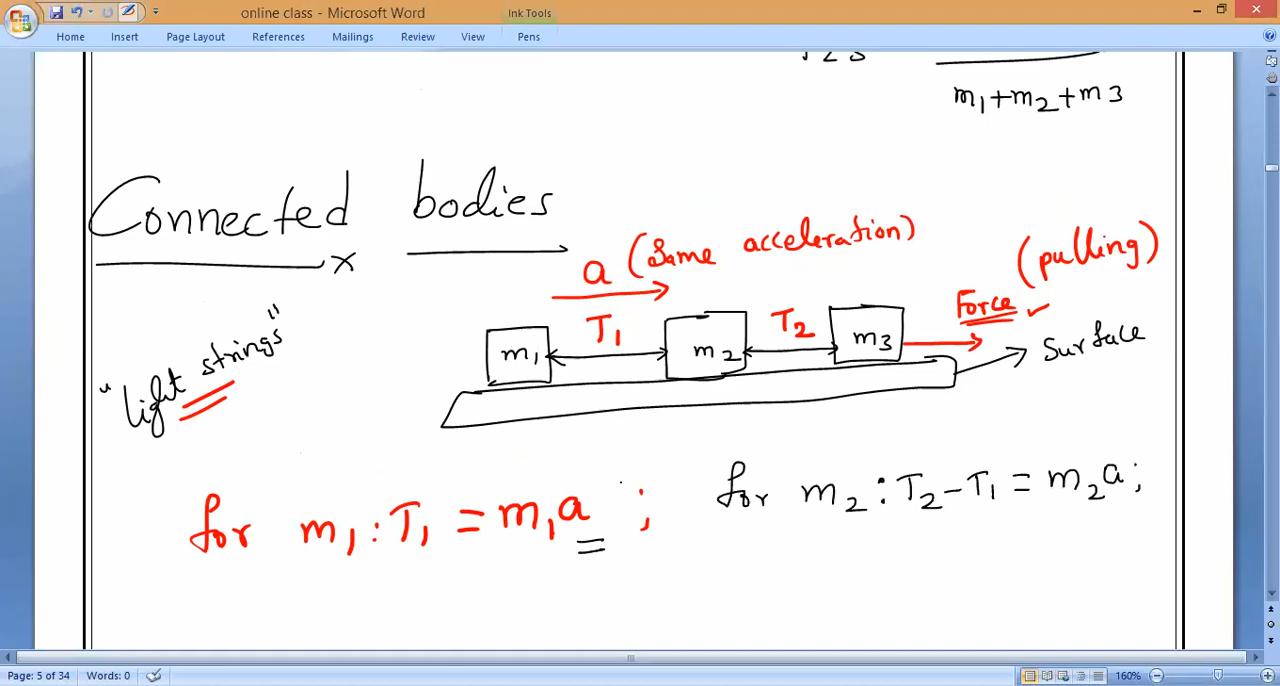 online class - Microsoft Word
Ink Tools
Home Insert Page Layout References Mailings Review View Pens
m1+m2+m3
Connected bodies
a (Same acceleration)
(pulling)
Force
T1 T2
m1 m2 m3
Surface
"light strings"
for m1 : T1 = m1a ;
for m2 : T2 - T1 = m2a ;
Page: 5 of 34 Words: 0 160%